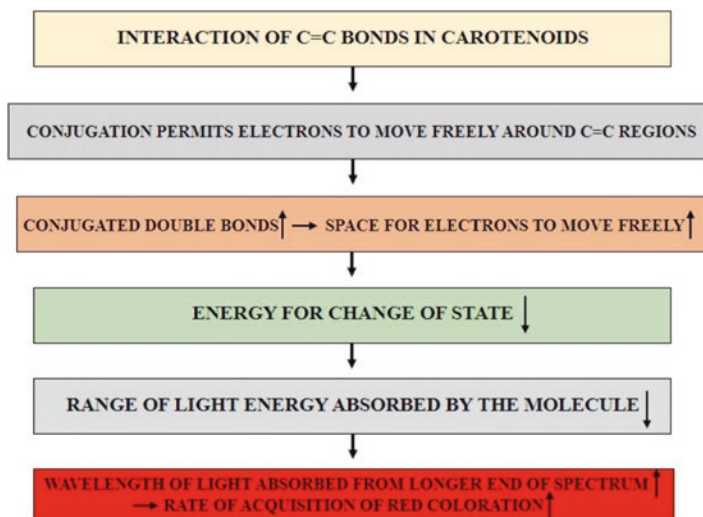 INTERACTION OF C=C BONDS IN CAROTENOIDS
CONJUGATION PERMITS ELECTRONS TO MOVE FREELY AROUND C=C REGIONS
CONJUGATED DOUBLE BONDS↑ → SPACE FOR ELECTRONS TO MOVE FREELY↑
ENERGY FOR CHANGE OF STATE ↓
RANGE OF LIGHT ENERGY ABSORBED BY THE MOLECULE↓
WAVELENGTH OF LIGHT ABSORBED FROM LONGER END OF SPECTRUM↑
→ RATE OF ACQUISITION OF RED COLORATION↑